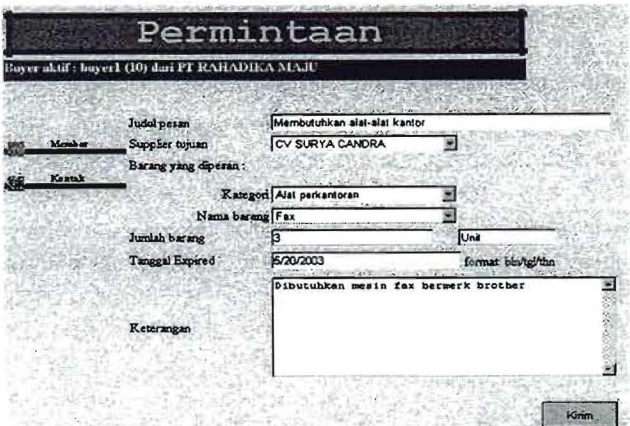 Permintaan
Buyer aktif : buyer1 (10) dari PT RAHADIKA MAJU
Judul pesan Membutuhkan alat-alat kantor
Member Supplier tujuan CV SURYA CANDRA
Barang yang dipesan :
Kontak
Kategori Alat perkantoran
Nama barang Fax
Jumlah barang 3 Unit
Tanggal Expired 5/20/2003 format bln/tgl/thn
Dibutuhkan mesin fax bermerk brother
Keterangan
Kirim